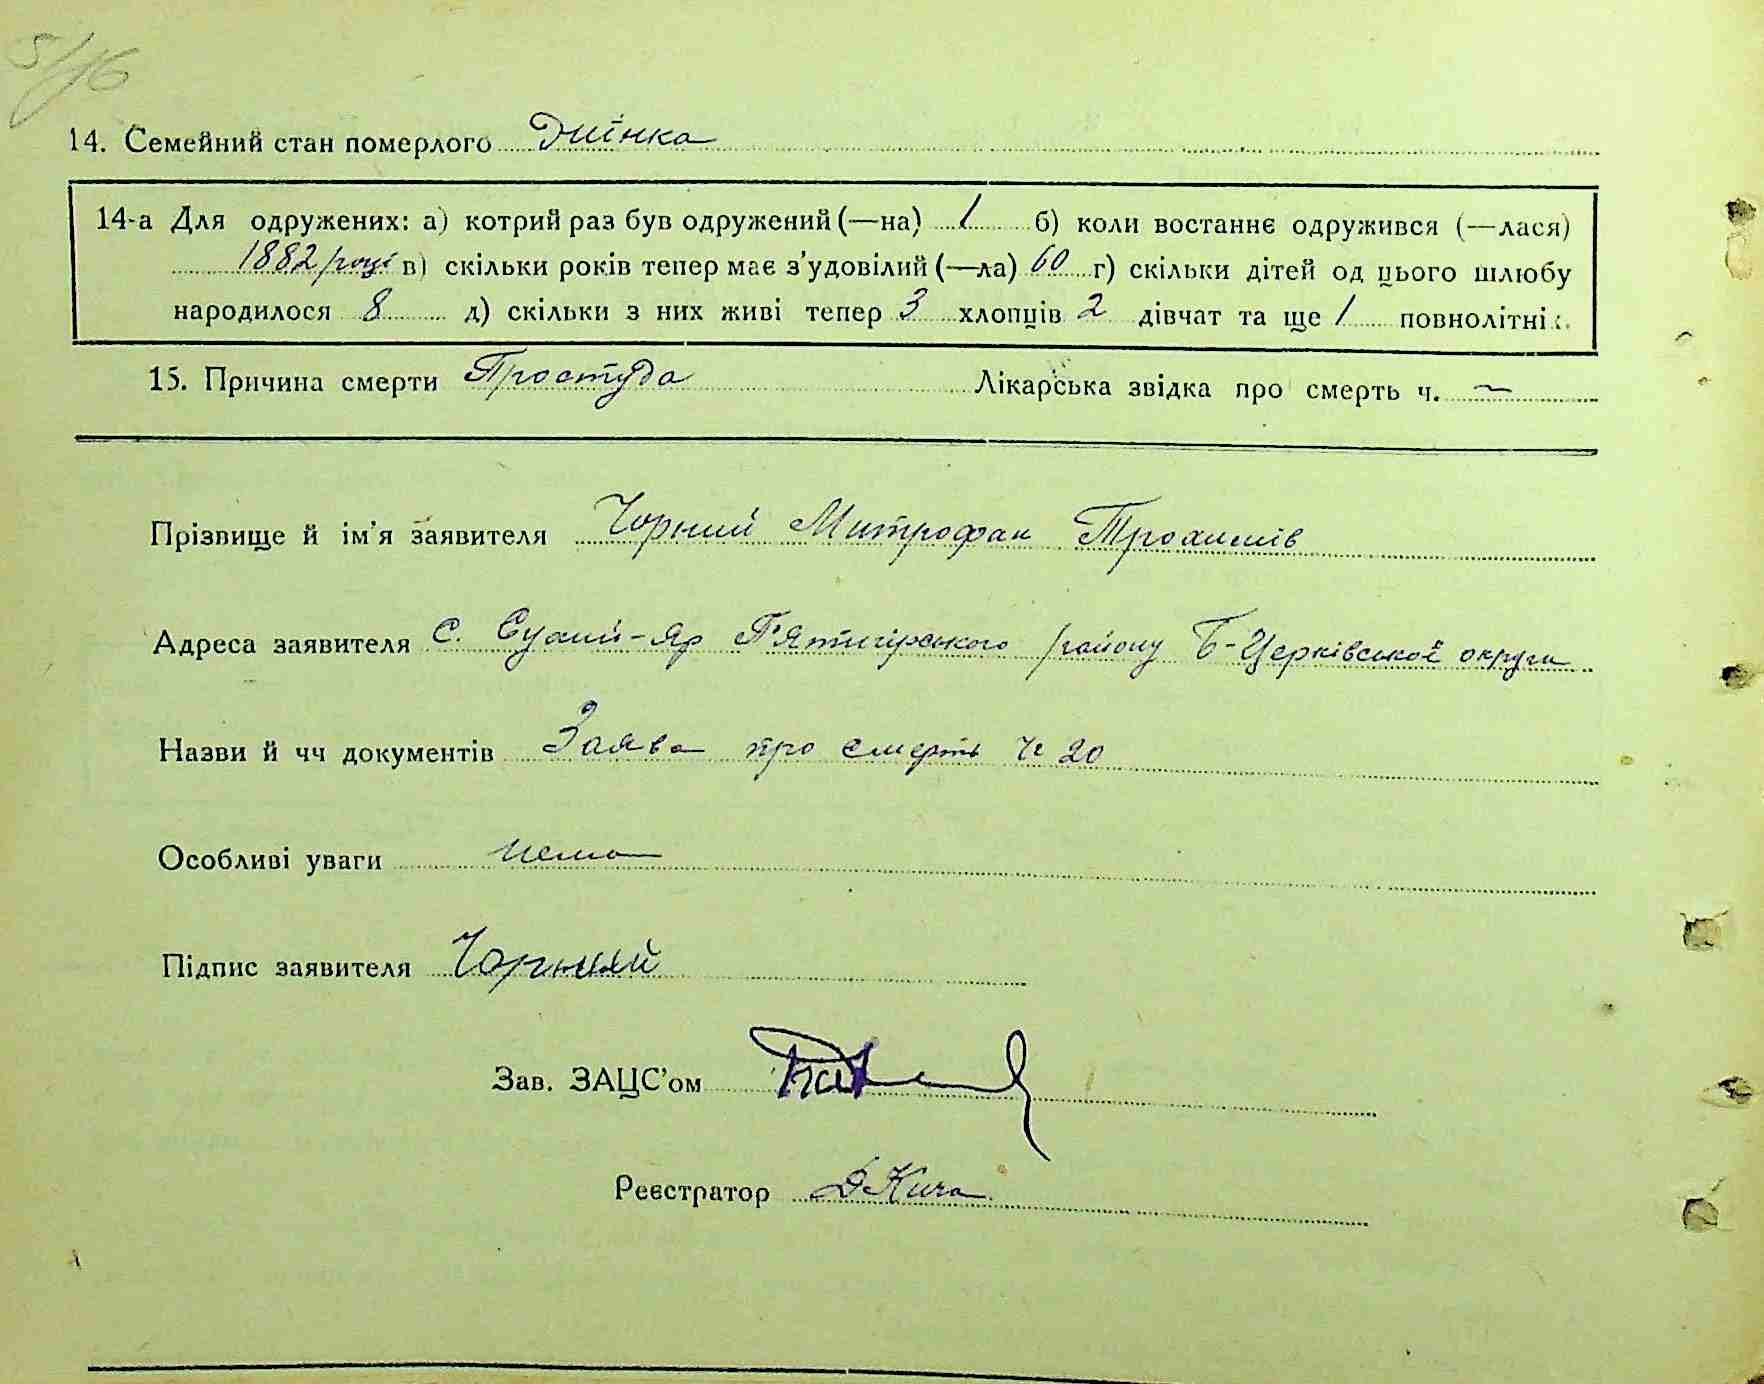 5/16
14. Семейний стан померлого Жінка
14-а Для одружених: а) котрий раз був одружений (—на) 1 б) коли востаннє одружився (—лася)
1882 році в) скільки років тепер має з’удовілий (—ла) 60 г) скільки дітей од цього шлюбу
народилося 8 д) скільки з них живі тепер 3 хлопців 2 дівчат та ще 1 повнолітніх.
15. Причина смерти Простуда Лікарська звідка про смерть ч. ~
Прізвище й ім’я заявителя Чорний Митрофан Трохимів
Адреса заявителя с. Сухий-Яр П’ятигірського району Б-Церківської округи
Назви й чч документів Заява про смерть № 20
Особливі уваги нема
Підпис заявителя Чорний
Зав. ЗАЦС’ом
Реєстратор